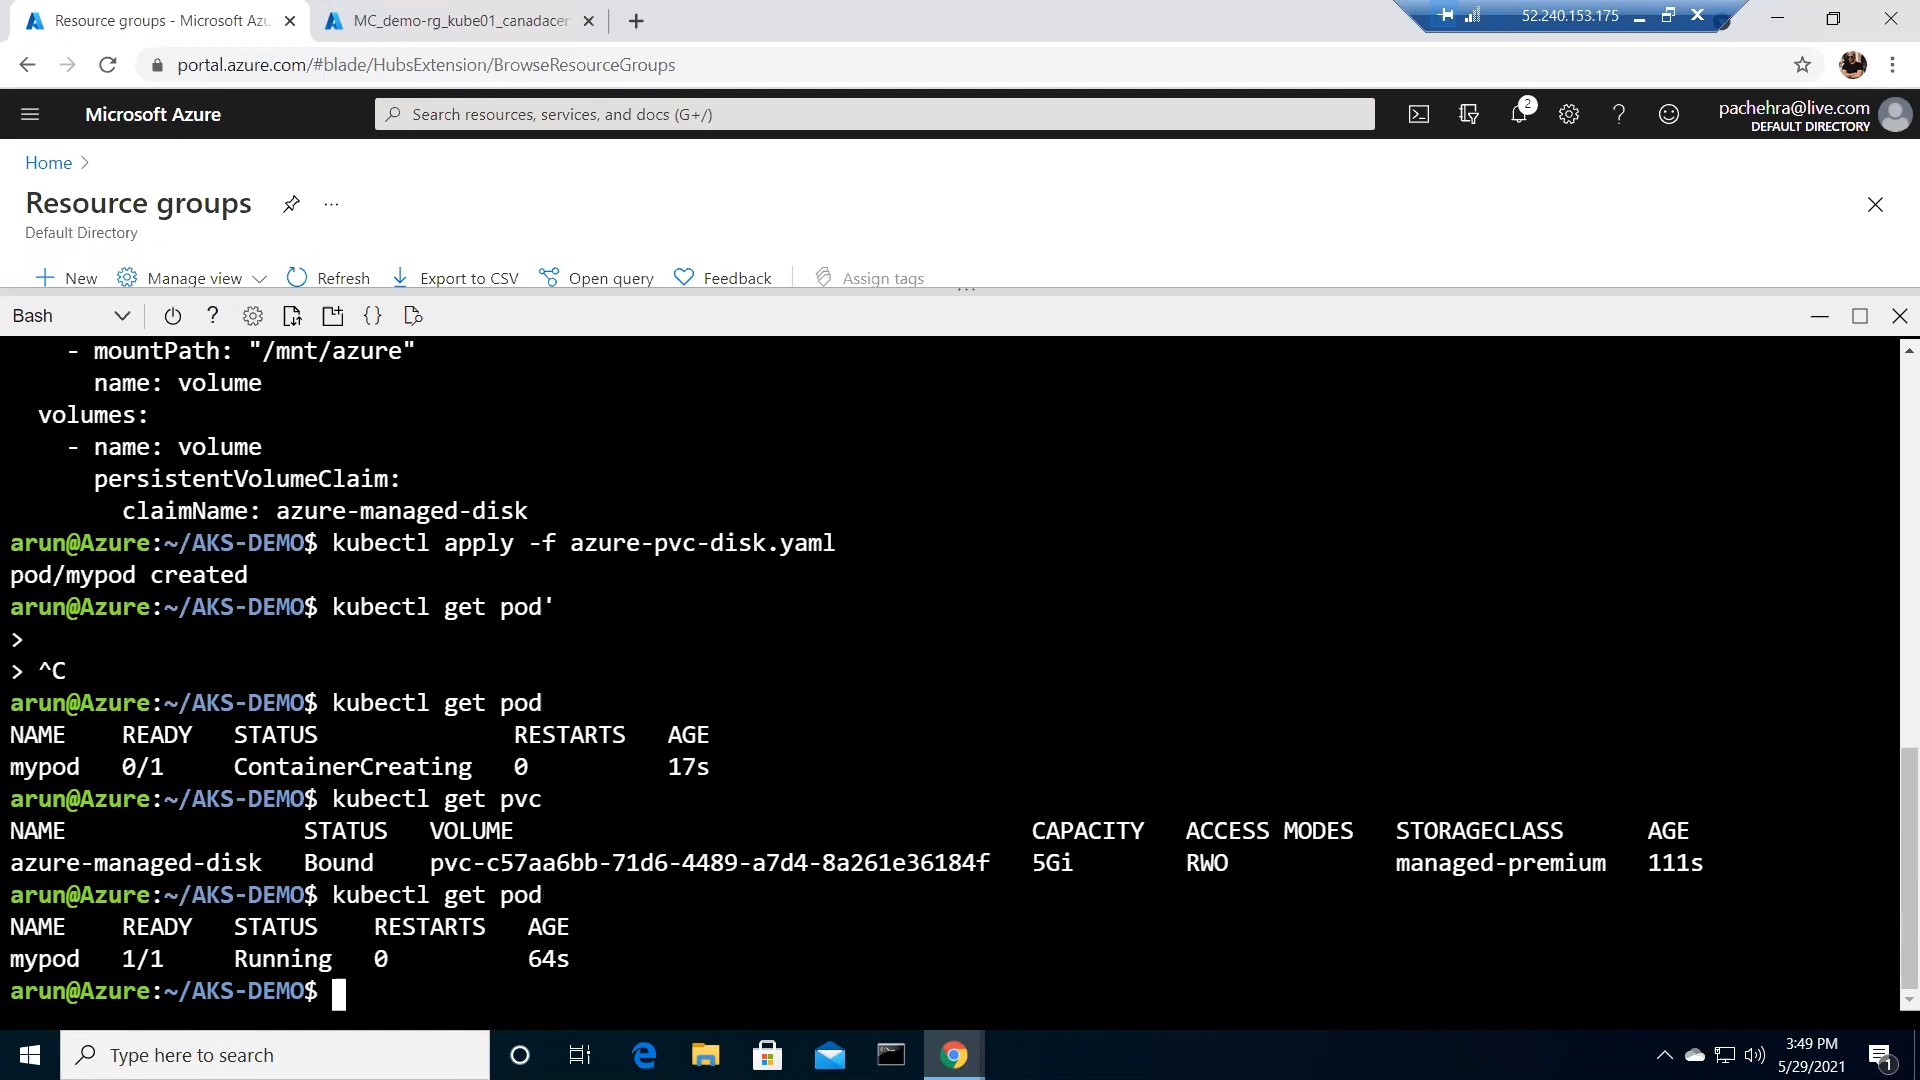 Resource groups - Microsoft Azu
MC_demo-rg_kube01_canadacen
52.240.153.175
portal.azure.com/#blade/HubsExtension/BrowseResourceGroups
Microsoft Azure
Search resources, services, and docs (G+/)
2
pachehra@live.com
DEFAULT DIRECTORY
Home
Resource groups
Default Directory
New
Manage view
Refresh
Export to CSV
Open query
Feedback
Assign tags
Bash
- mountPath: "/mnt/azure"
name: volume
volumes:
- name: volume
persistentVolumeClaim:
claimName: azure-managed-disk
arun@Azure:~/AKS-DEMO$ kubectl apply -f azure-pvc-disk.yaml
pod/mypod created
arun@Azure:~/AKS-DEMO$ kubectl get pod'
>
> ^C
arun@Azure:~/AKS-DEMO$ kubectl get pod
NAME READY STATUS RESTARTS AGE
mypod 0/1 ContainerCreating 0 17s
arun@Azure:~/AKS-DEMO$ kubectl get pvc
NAME STATUS VOLUME CAPACITY ACCESS MODES STORAGECLASS AGE
azure-managed-disk Bound pvc-c57aa6bb-71d6-4489-a7d4-8a261e36184f 5Gi RWO managed-premium 111s
arun@Azure:~/AKS-DEMO$ kubectl get pod
NAME READY STATUS RESTARTS AGE
mypod 1/1 Running 0 64s
arun@Azure:~/AKS-DEMO$
Type here to search
3:49 PM
5/29/2021
1